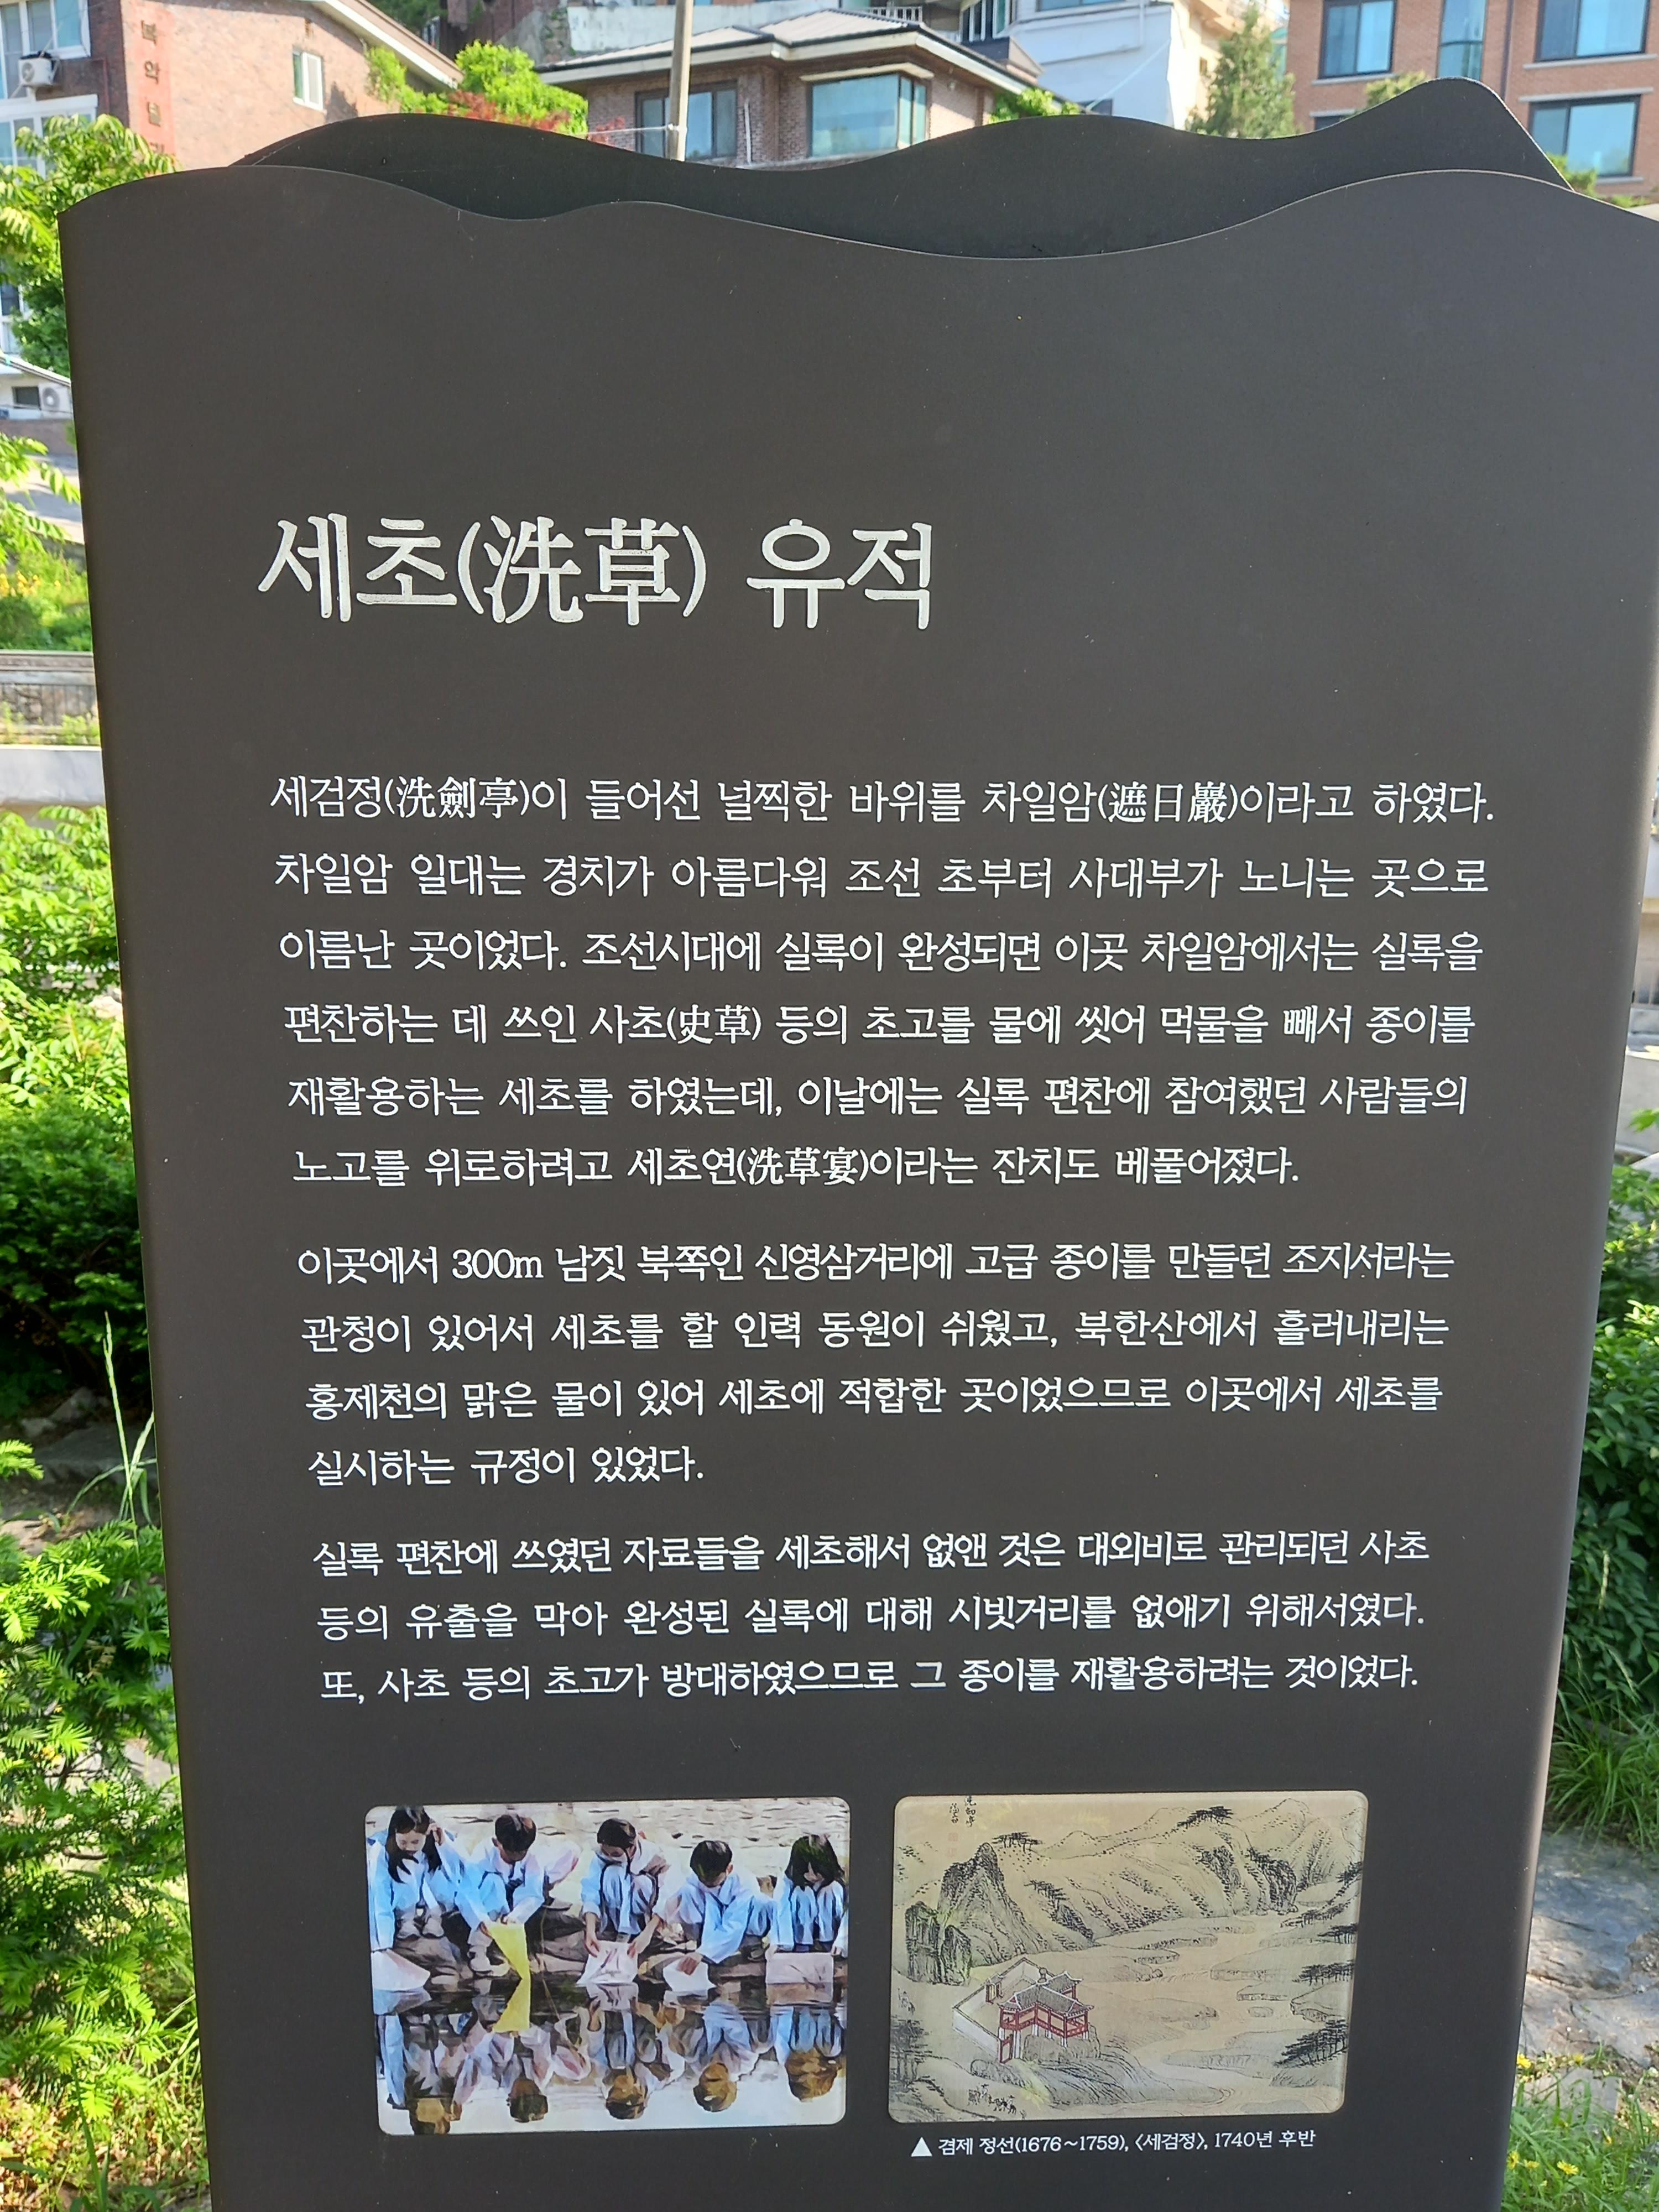 세초(洗草) 유적
세검정(洗劍亭)이 들어선 널찍한 바위를 차일암(遮日巖)이라고 하였다.
차일암 일대는 경치가 아름다워 조선 초부터 사대부가 노니는 곳으로
이름난 곳이었다. 조선시대에 실록이 완성되면 이곳 차일암에서는 실록을
편찬하는 데 쓰인 사초(史草) 등의 초고를 물에 씻어 먹물을 빼서 종이를
재활용하는 세초를 하였는데, 이날에는 실록 편찬에 참여했던 사람들의
노고를 위로하려고 세초연(洗草宴)이라는 잔치도 베풀어졌다.
이곳에서 300m 남짓 북쪽인 신영삼거리에 고급 종이를 만들던 조지서라는
관청이 있어서 세초를 할 인력 동원이 쉬웠고, 북한산에서 흘러내리는
홍제천의 맑은 물이 있어 세초에 적합한 곳이었으므로 이곳에서 세초를
실시하는 규정이 있었다.
실록 편찬에 쓰였던 자료들을 세초해서 없앤 것은 대외비로 관리되던 사초
등의 유출을 막아 완성된 실록에 대해 시빗거리를 없애기 위해서였다.
또, 사초 등의 초고가 방대하였으므로 그 종이를 재활용하려는 것이었다.
▲ 겸제 정선(1676~1759), 〈세검정〉, 1740년 후반